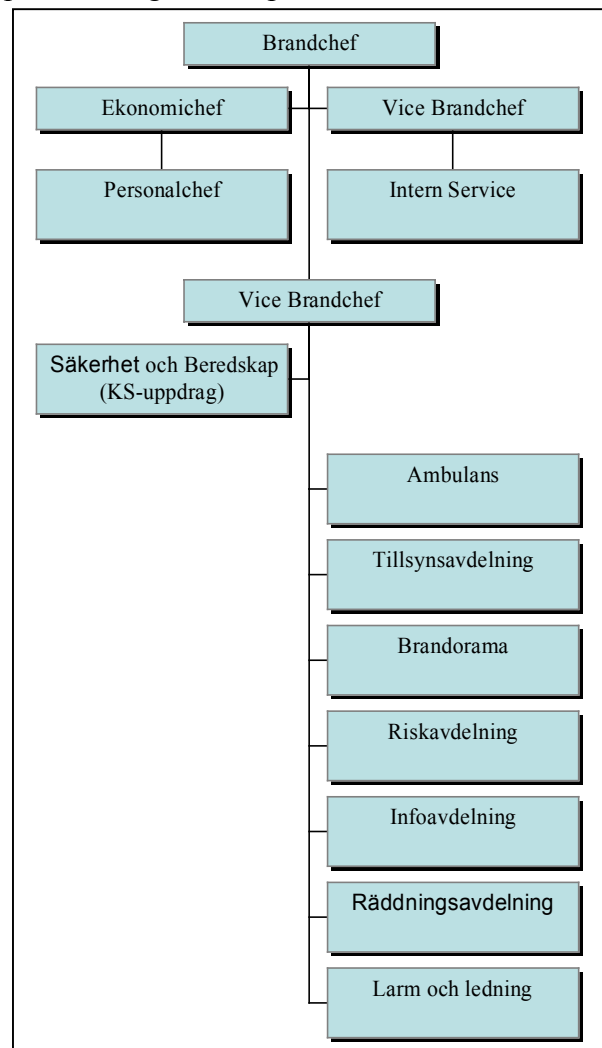 Brandchef
Ekonomichef
Vice Brandchef
Personalchef
Intern Service
Vice Brandchef
Säkerhet och Beredskap
(KS-uppdrag)
Ambulans
Tillsynsavdelning
Brandorama
Riskavdelning
Infoavdelning
Räddningsavdelning
Larm och ledning